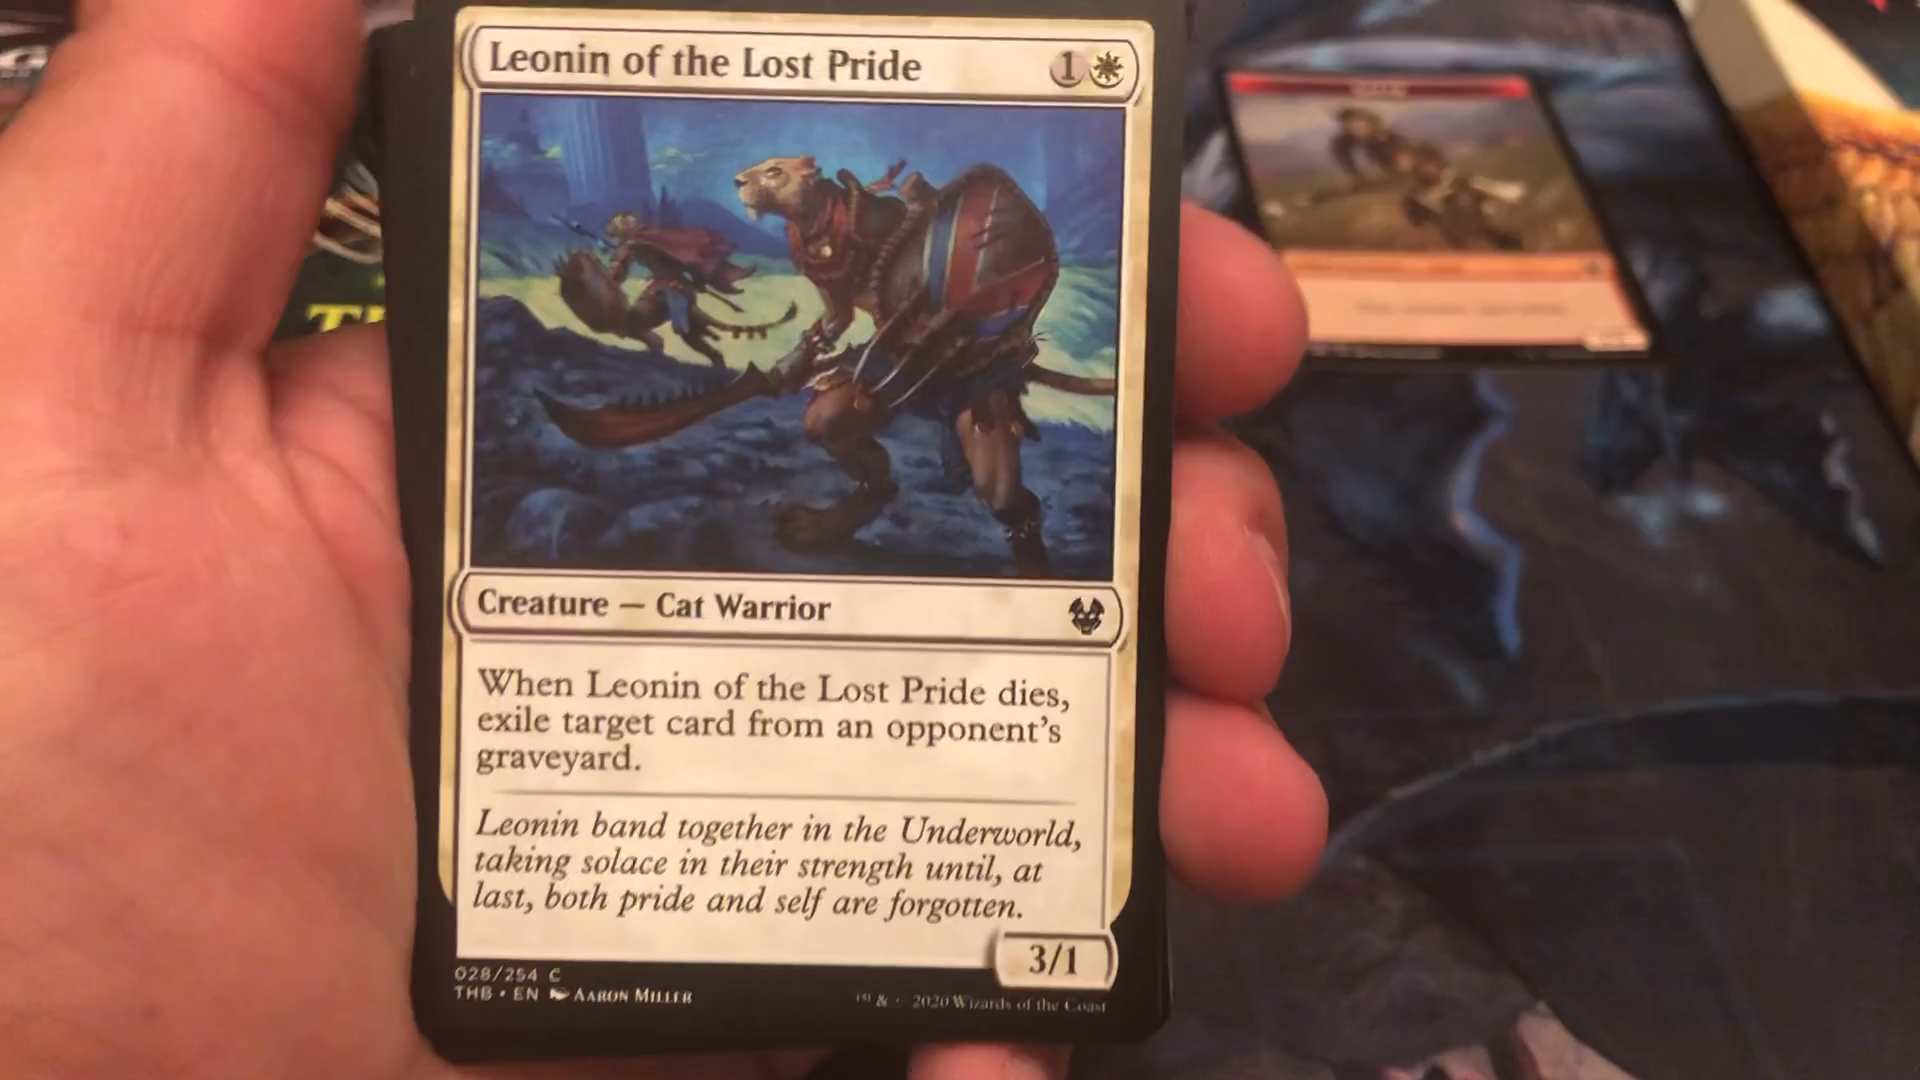 Leonin of the Lost Pride 1
Creature — Cat Warrior
When Leonin of the Lost Pride dies,
exile target card from an opponent's
graveyard.
Leonin band together in the Underworld,
taking solace in their strength until, at
last, both pride and self are forgotten.
3/1
028/254 C
THB • EN AARON MILLER
™ & 2020 Wizards of the Coast